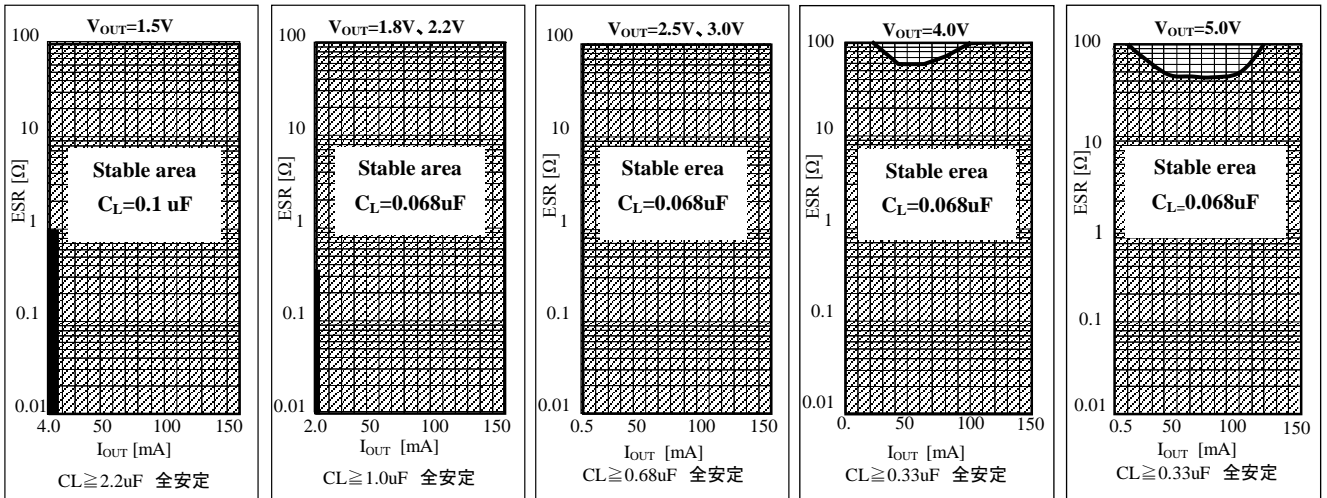 VOUT=1.5V
100
10
1
0.1
0.01
ESR [Ω]
Stable area
CL=0.1 uF
4.0 50 100 150
IOUT [mA]
CL≧2.2uF 全安定
VOUT=1.8V、2.2V
100
10
1
0.1
0.01
ESR [Ω]
Stable area
CL=0.068uF
2.0 50 100 150
IOUT [mA]
CL≧1.0uF 全安定
VOUT=2.5V、3.0V
100
10
1
0.1
0.01
ESR [Ω]
Stable erea
CL=0.068uF
0.5 50 100 150
IOUT [mA]
CL≧0.68uF 全安定
VOUT=4.0V
100
10
1
0.1
0.01
ESR [Ω]
Stable erea
CL=0.068uF
0. 50 100 150
IOUT [mA]
CL≧0.33uF 全安定
VOUT=5.0V
100
10
1
0.1
0.01
ESR [Ω]
Stable erea
CL=0.068uF
0.5 50 100 150
IOUT [mA]
CL≧0.33uF 全安定